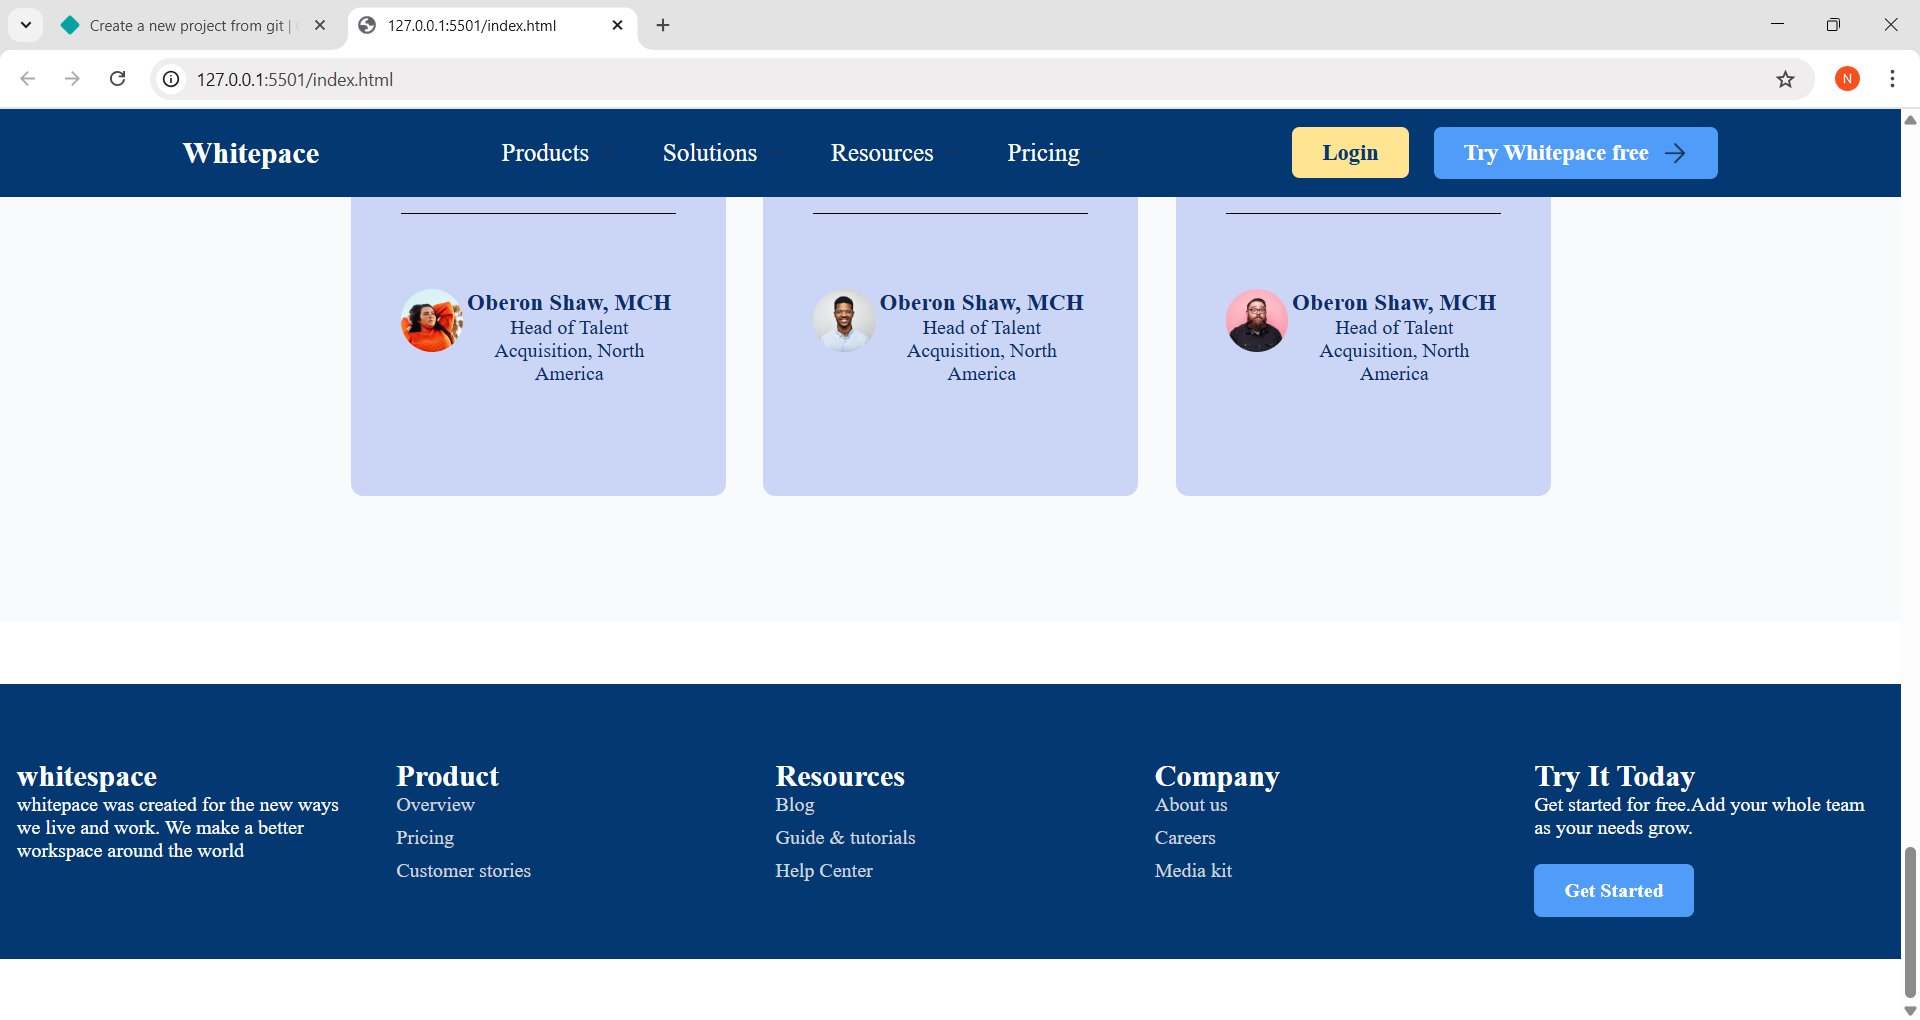 Create a new project from git |
127.0.0.1:5501/index.html
127.0.0.1:5501/index.html
N
Whitepace
Products
Solutions
Resources
Pricing
Login
Try Whitepace free
Oberon Shaw, MCH
Head of Talent
Acquisition, North
America
Oberon Shaw, MCH
Head of Talent
Acquisition, North
America
Oberon Shaw, MCH
Head of Talent
Acquisition, North
America
whitespace
whitepace was created for the new ways
we live and work. We make a better
workspace around the world
Product
Overview
Pricing
Customer stories
Resources
Blog
Guide & tutorials
Help Center
Company
About us
Careers
Media kit
Try It Today
Get started for free.Add your whole team
as your needs grow.
Get Started